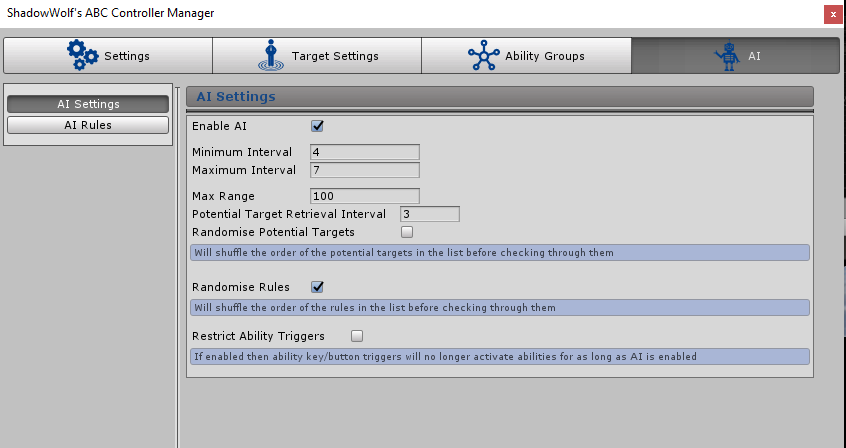 ShadowWolf's ABC Controller Manager
x
Settings
Target Settings
Ability Groups
AI
AI Settings
AI Rules
AI Settings
Enable AI
Minimum Interval 4
Maximum Interval 7
Max Range 100
Potential Target Retrieval Interval 3
Randomise Potential Targets
Will shuffle the order of the potential targets in the list before checking through them
Randomise Rules
Will shuffle the order of the rules in the list before checking through them
Restrict Ability Triggers
If enabled then ability key/button triggers will no longer activate abilities for as long as AI is enabled